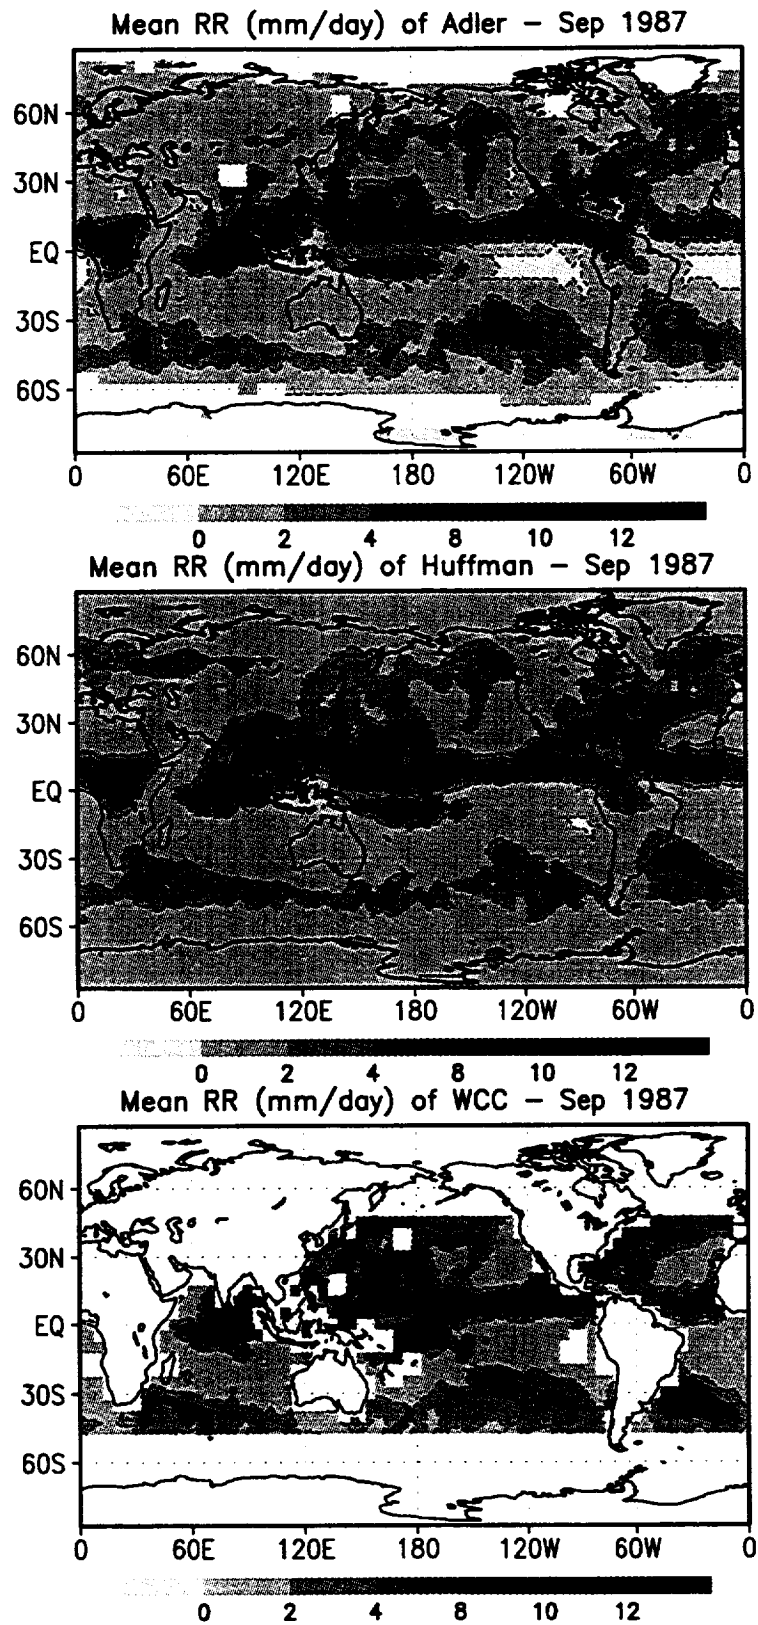 Mean RR (mm/day) of Adler – Sep 1987
60N
30N
EQ
30S
60S
0 60E 120E 180 120W 60W 0
0 2 4 8 10 12
Mean RR (mm/day) of Huffman – Sep 1987
60N
30N
EQ
30S
60S
0 60E 120E 180 120W 60W 0
0 2 4 8 10 12
Mean RR (mm/day) of WCC – Sep 1987
60N
30N
EQ
30S
60S
0 60E 120E 180 120W 60W 0
0 2 4 8 10 12